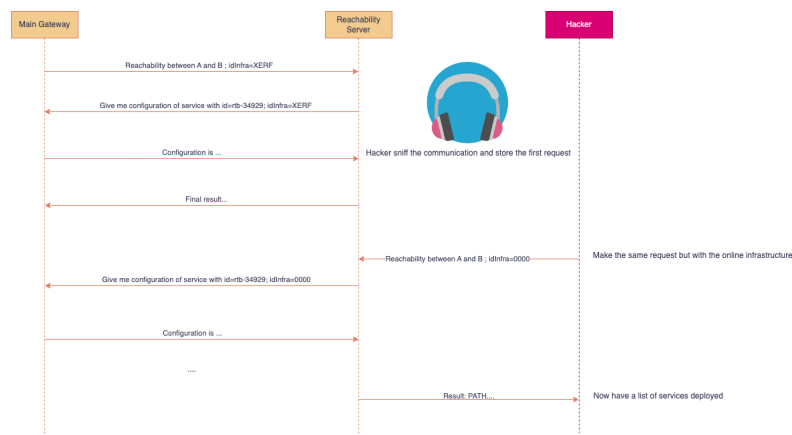 Main Gateway
Reachability
Server
Hacker
Reachability between A and B ; idInfra=XERF
Give me configuration of service with id=rtb-34929; idInfra=XERF
Configuration is ...
Hacker sniff the communication and store the first request
Final result...
Reachability between A and B ; idInfra=0000
Make the same request but with the online infrastructure
Give me configuration of service with id=rtb-34929; idInfra=0000
Configuration is ...
....
Result: PATH....
Now have a list of services deployed